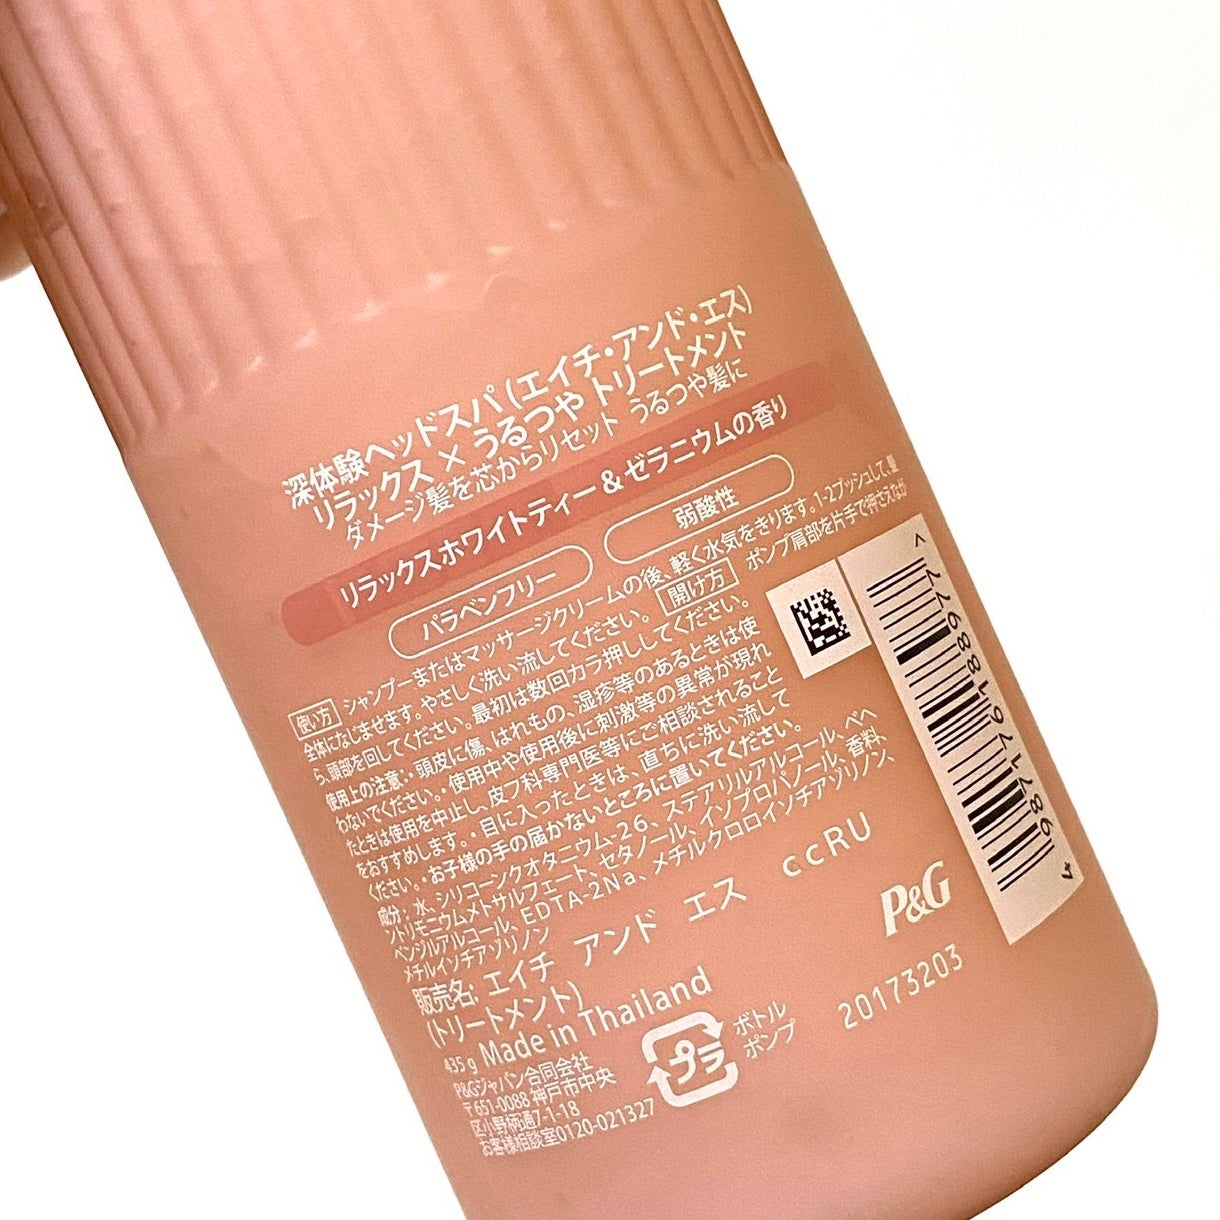 深体験ヘッドスパ (エイチ・アンド・エス)
リラックス × うるつや トリートメント
ダメージ髪を芯からリセット うるつや髪に
リラックスホワイトティー & ゼラニウムの香り
パラベンフリー 弱酸性
使い方 シャンプーまたはマッサージクリームの後、軽く水気をきります。1-2プッシュして、髪
全体になじませます。やさしく洗い流してください。 開け方 ポンプ肩部を片手で押さえなが
ら、頭部を回してください。最初は数回カラ押ししてください。
使用上の注意:・頭皮に傷、はれもの、湿疹等のあるときは使
わないでください。・使用中や使用後に刺激等の異常が現れ
たときは使用を中止し、皮フ科専門医等にご相談されること
をおすすめします。・目に入ったときは、直ちに洗い流して
ください。・お子様の手の届かないところに置いてください。
成分: 水、シリコーンクオタニウム-26、ステアリルアルコール、ベヘ
ントリモニウムメトサルフェート、セタノール、イソプロパノール、香料、
ベンジルアルコール、EDTA-2Na、メチルクロロイソチアゾリノン、
メチルイソチアゾリノン
販売名: エイチ アンド エス ccRU
(トリートメント)
435g Made in Thailand
P&Gジャパン合同会社
〒651-0088 神戸市中央
区小野柄通7-1-18
お客様相談室0120-021327
プラ
ボトル
ポンプ
P&G
20173203
4 987176 188677 >